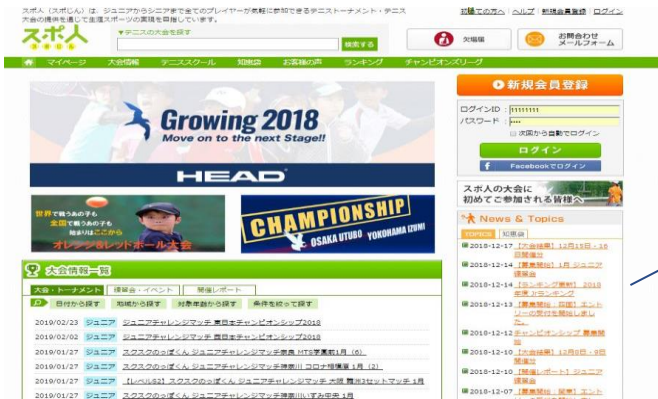 スポ人（スポじん）は、ジュニアからシニアまで全てのプレイヤーが気軽に参加できるテニストーナメント・テニス
大会の提供を通じて生涯スポーツの実現を目指しています。
初めての方へ | ヘルプ | 新規会員登録 | ログイン
スポ人
▼テニスの大会を探す
検索する
欠場届
お問合わせ
メールフォーム
マイページ 大会情報 テニススクール 知恵袋 お客様の声 ランキング チャンピオンズリーグ
Growing 2018
Move on to the next Stage!!
HEAD
世界で戦うあの子も
全国で戦うあの子も
始まりはここから
オレンジ&レッドボール大会
CHAMPIONSHIP
OSAKA UTUBO YOKOHAMA IZUMI
新規会員登録
ログインID : 11111111
パスワード : ••••
次回から自動でログイン
ログイン
Facebookでログイン
スポ人の大会に
初めてご参加される皆様へ
News & Topics
TOPICS 知恵袋
2018-12-17 【大会結果】12月15日・16
日開催分
2018-12-14 【募集開始】1月 ジュニア
練習会
2018-12-14 【ランキング更新】 2018
年度 Jrランキング
2018-12-13 【募集開始・四国】エント
リーの受付を開始しまし
た。
2018-12-12 チャンピオンシップ 募集開
始
2018-12-10 【大会結果】12月8日・9日
開催分
2018-12-10 【開催レポート】ジュニア
練習会
2018-12-07 【募集開始・関東】エント
大会情報一覧
大会・トーナメント 練習会・イベント 開催レポート
日付から探す 地域から探す 対象年齢から探す 条件を絞って探す
2019/02/23 ジュニア ジュニアチャレンジマッチ 東日本チャンピオンシップ2018
2019/02/02 ジュニア ジュニアチャレンジマッチ 西日本チャンピオンシップ2018
2019/01/27 ジュニア スクスクのっぽくん ジュニアチャレンジマッチ奈良 MTS学園前1月（6）
2019/01/27 ジュニア スクスクのっぽくん ジュニアチャレンジマッチ神奈川 コロナ相模原 1月（2）
2019/01/27 ジュニア 【レベル82】スクスクのっぽくん ジュニアチャレンジマッチ 大阪 舞洲3セットマッチ 1月
2019/01/27 ジュニア スクスクのっぽくん ジュニアチャレンジマッチ神奈川いずみ中央 1月